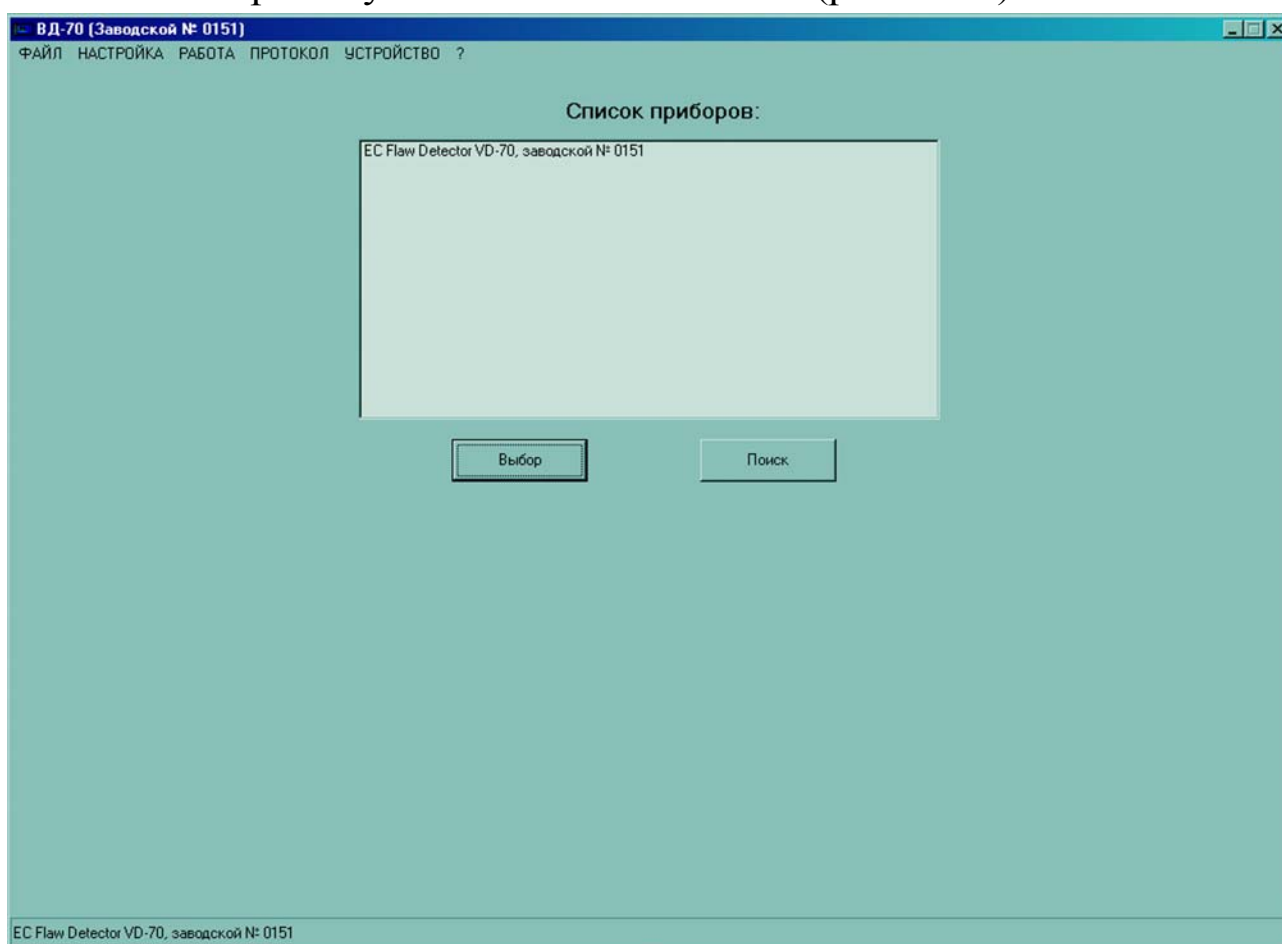 ВД-70 (Заводской № 0151)
ФАЙЛ НАСТРОЙКА РАБОТА ПРОТОКОЛ УСТРОЙСТВО ?
Список приборов:
EC Flaw Detector VD-70, заводской № 0151
Выбор Поиск
EC Flaw Detector VD-70, заводской № 0151